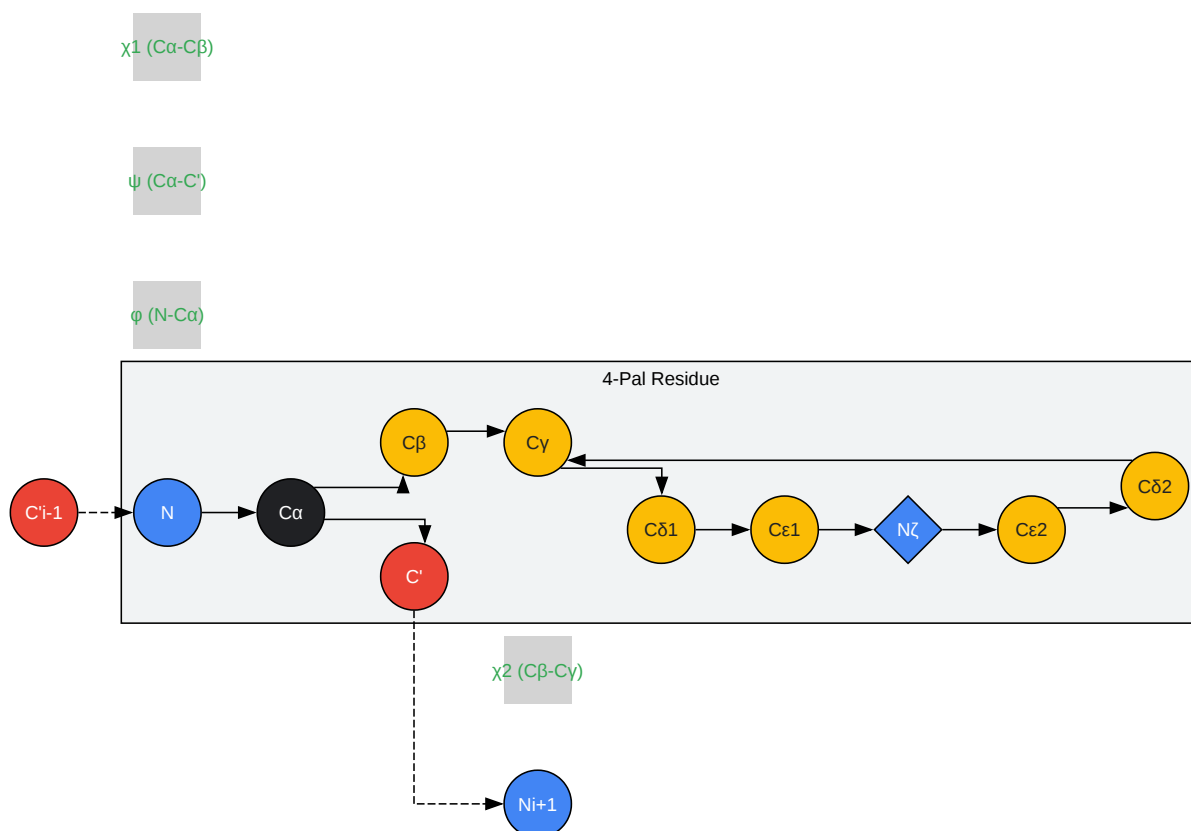 χ1 (Cα-Cβ)
ψ (Cα-C')
φ (N-Cα)
4-Pal Residue
Cβ
Cγ
Cδ2
C'i-1
N
Cα
Cδ1
Cε1
Nζ
Cε2
C'
χ2 (Cβ-Cγ)
Ni+1